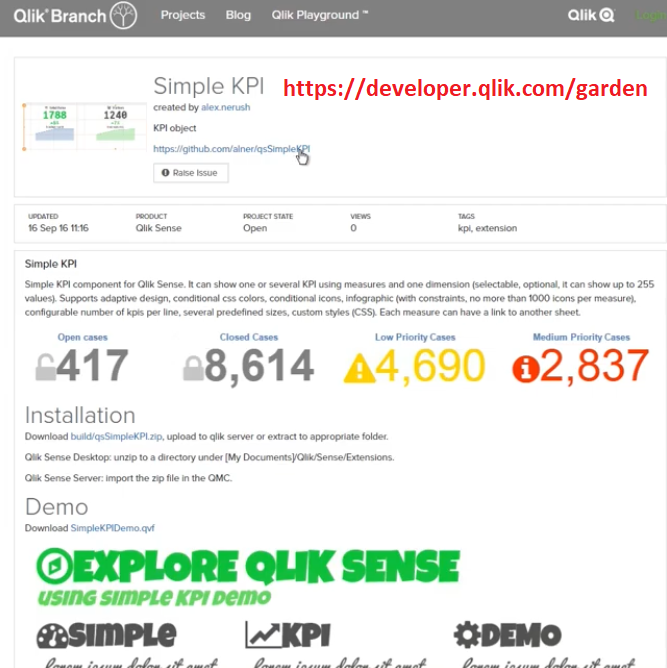 Qlik Branch Projects Blog Qlik Playground ™ Qlik Login
Simple KPI https://developer.qlik.com/garden
created by alex.nerush
1788 1240
KPI object
https://github.com/alner/qsSimpleKPI
Raise Issue
UPDATED PRODUCT PROJECT STATE VIEWS TAGS
16 Sep 16 11:16 Qlik Sense Open 0 kpi, extension
Simple KPI
Simple KPI component for Qlik Sense. It can show one or several KPI using measures and one dimension (selectable, optional, it can show up to 255
values). Supports adaptive design, conditional css colors, conditional icons, infographic (with constraints, no more than 1000 icons per measure),
configurable number of kpis per line, several predefined sizes, custom styles (CSS). Each measure can have a link to another sheet.
Open cases Closed Cases Low Priority Cases Medium Priority Cases
417 8,614 4,690 2,837
Installation
Download build/qsSimpleKPI.zip, upload to qlik server or extract to appropriate folder.
Qlik Sense Desktop: unzip to a directory under [My Documents]/Qlik/Sense/Extensions.
Qlik Sense Server: import the zip file in the QMC.
Demo
Download SimpleKPIDemo.qvf
EXPLORE QLIK SENSE
USING SIMPLE KPI DEMO
SIMPLE KPI DEMO
Lorem ipsum dolor sit amet Lorem ipsum dolor sit amet Lorem ipsum dolor sit amet